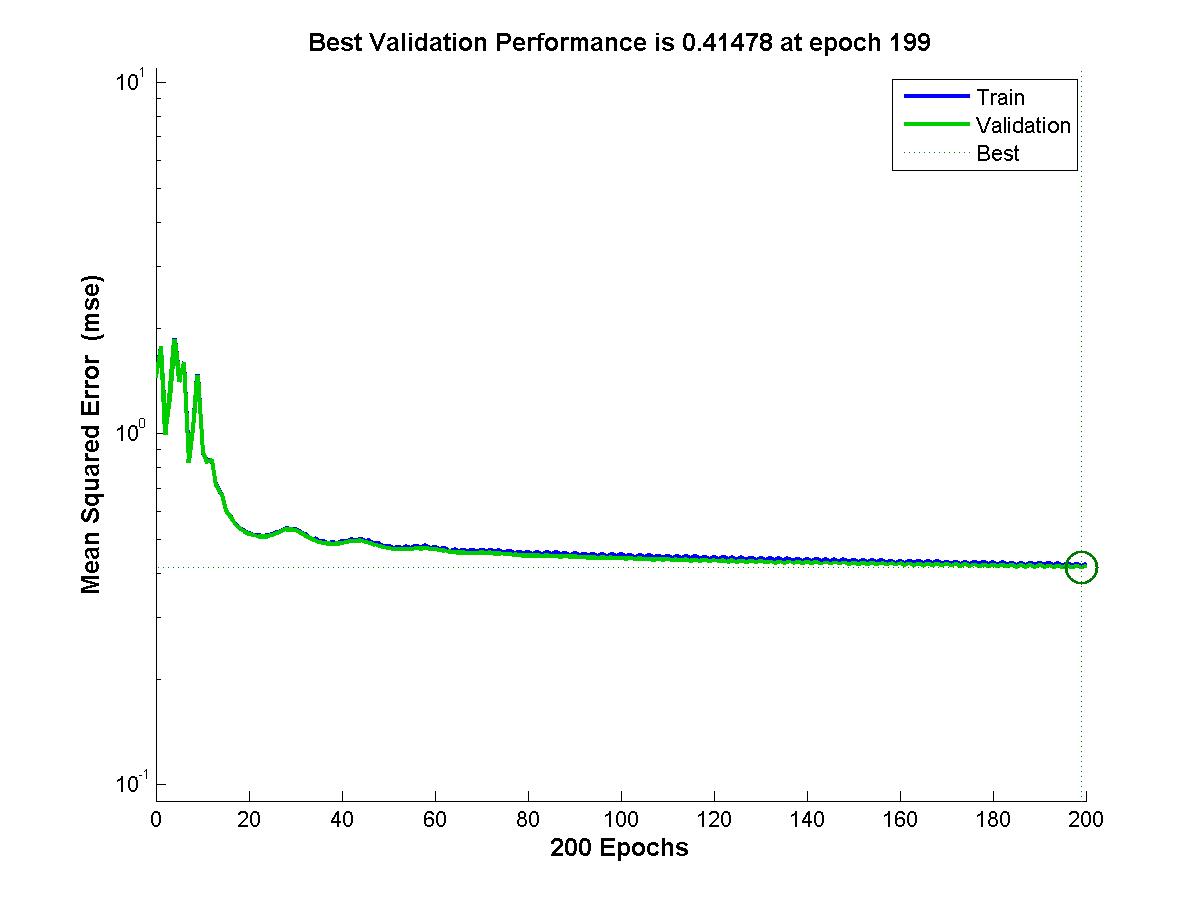 Best Validation Performance is 0.41478 at epoch 199
Train
Validation
Best
Mean Squared Error (mse)
10^1
10^0
10^-1
0 20 40 60 80 100 120 140 160 180 200
200 Epochs